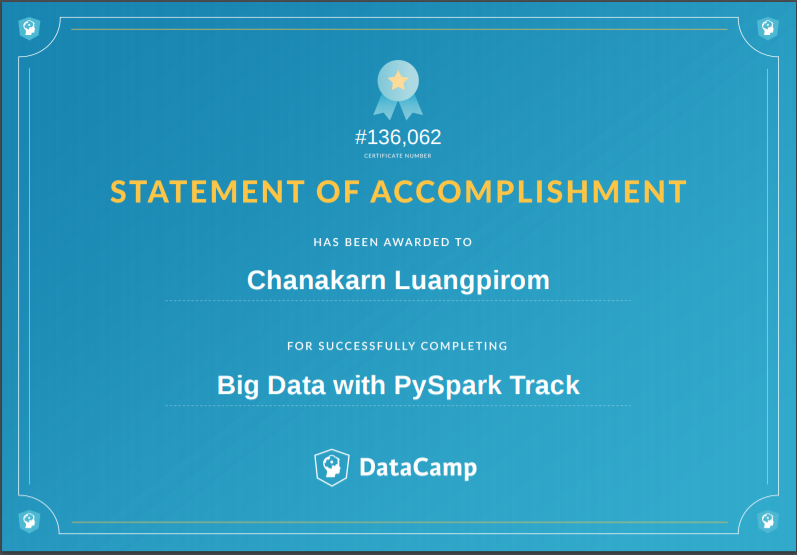 #136,062
CERTIFICATE NUMBER
STATEMENT OF ACCOMPLISHMENT
HAS BEEN AWARDED TO
Chanakarn Luangpirom
FOR SUCCESSFULLY COMPLETING
Big Data with PySpark Track
DataCamp